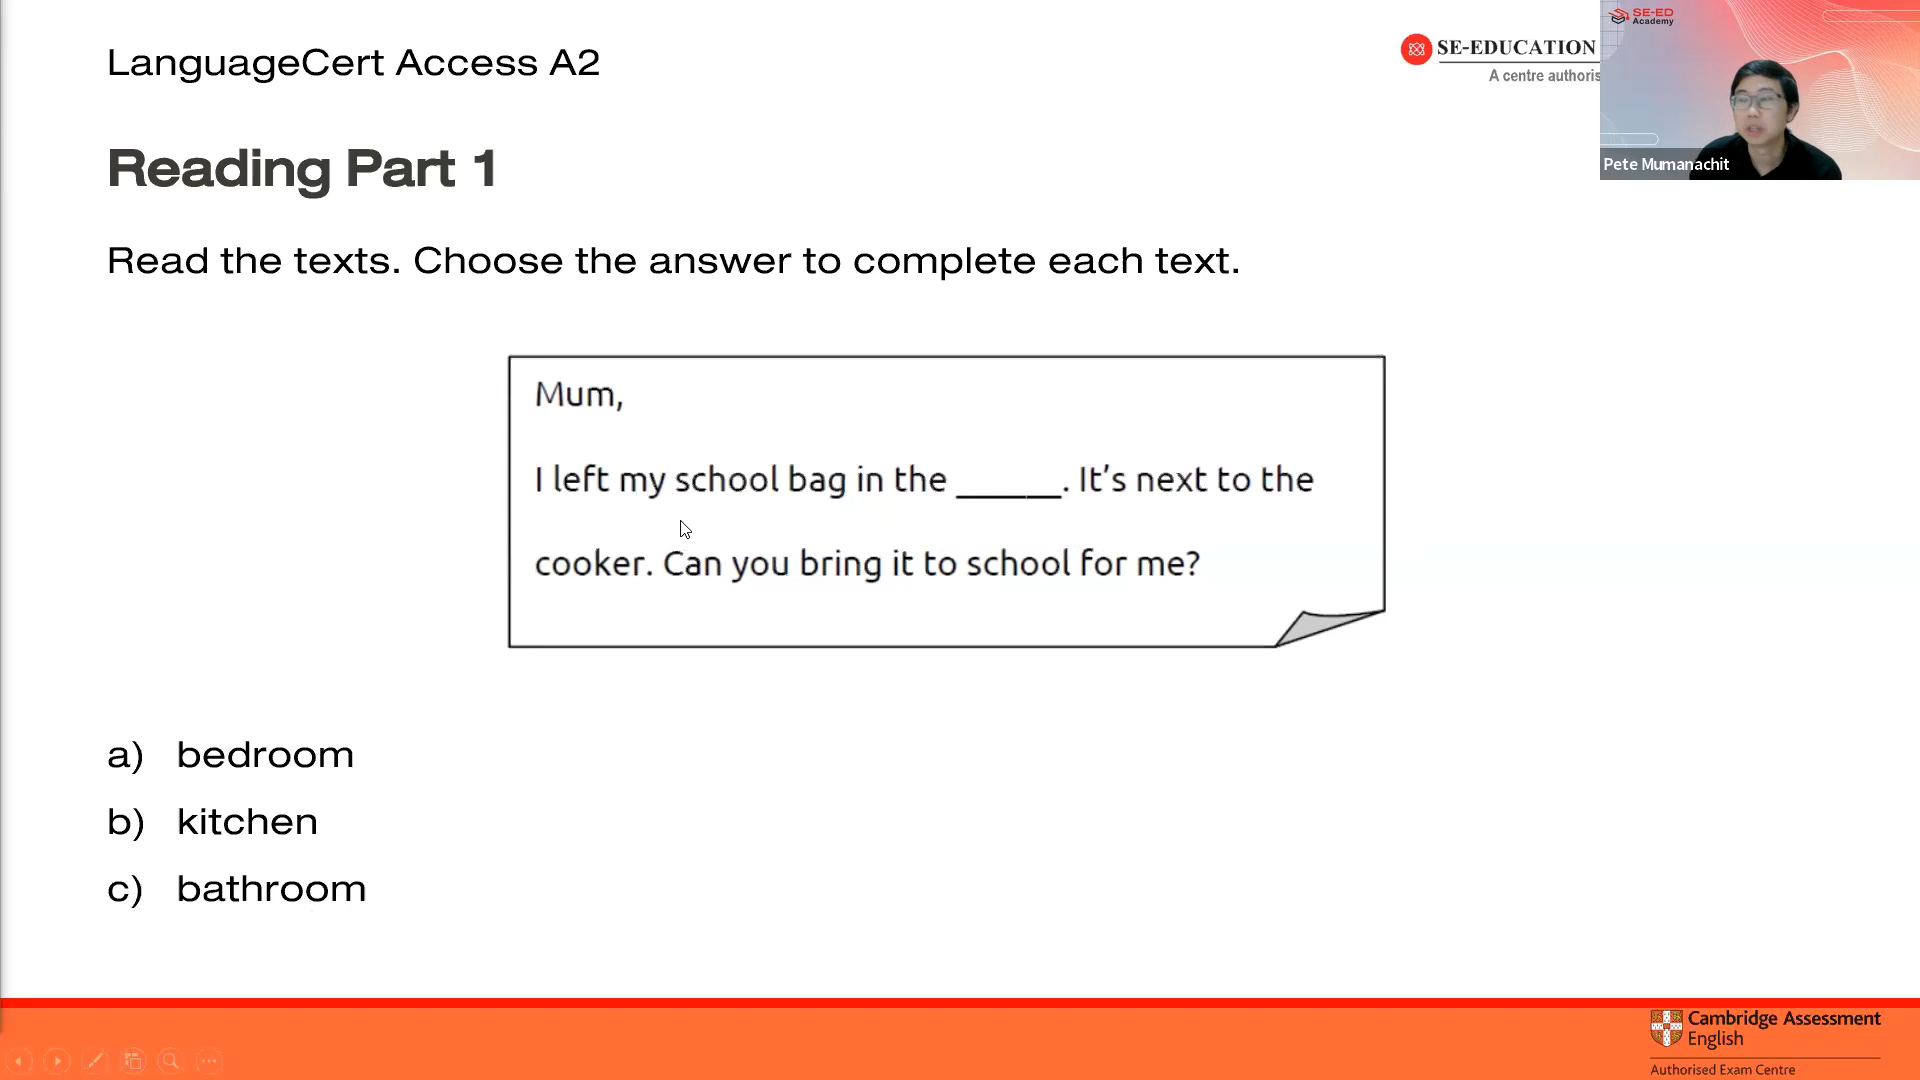 LanguageCert Access A2
SE-EDUCATION
A centre authoris
SE-ED
Academy
Pete Mumanachit
Reading Part 1
Read the texts. Choose the answer to complete each text.
Mum,
I left my school bag in the ______. It’s next to the
cooker. Can you bring it to school for me?
a) bedroom
b) kitchen
c) bathroom
Cambridge Assessment
English
Authorised Exam Centre